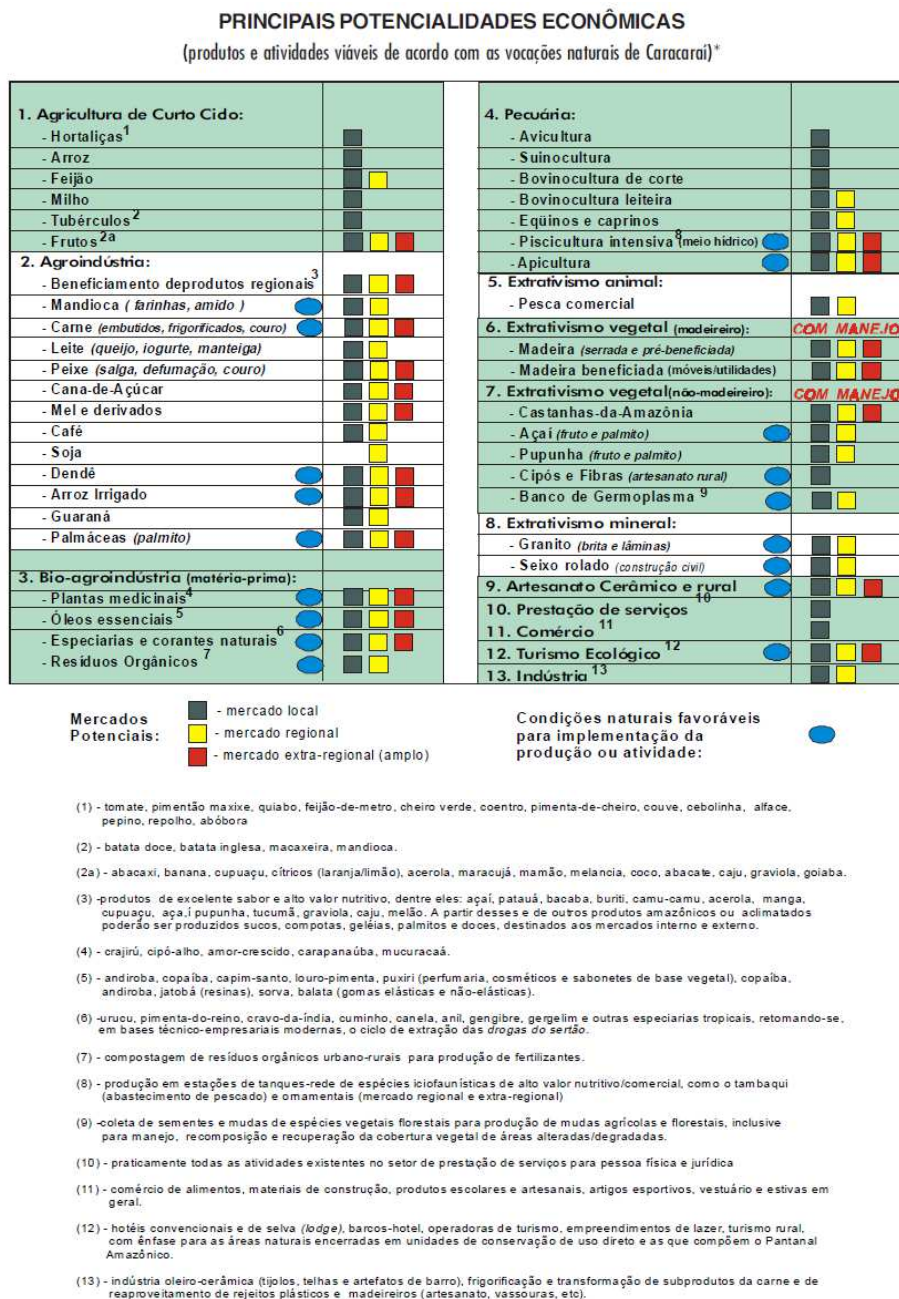 PRINCIPAIS POTENCIALIDADES ECONÔMICAS
(produtos e atividades viáveis de acordo com as vocações naturais de Caracaraí)*
1. Agricultura de Curto Cido:
- Hortaliças1
- Arroz
- Feijão
- Milho
- Tubérculos2
- Frutos2a
2. Agroindústria:
- Beneficiamento deprodutos regionais3
- Mandioca ( farinhas, amido )
- Carne (embutidos, frigorificados, couro)
- Leite (queijo, iogurte, manteiga)
- Peixe (salga, defumação, couro)
- Cana-de-Açúcar
- Mel e derivados
- Café
- Soja
- Dendê
- Arroz Irrigado
- Guaraná
- Palmáceas (palmito)
3. Bio-agroindústria (matéria-prima):
- Plantas medicinais4
- Óleos essenciais 5
- Especiarias e corantes naturais6
- Resíduos Orgânicos 7
4. Pecuária:
- Avicultura
- Suinocultura
- Bovinocultura de corte
- Bovinocultura leiteira
- Eqüinos e caprinos
- Piscicultura intensiva 8 (meio hídrico)
- Apicultura
5. Extrativismo animal:
- Pesca comercial
6. Extrativismo vegetal (madeireiro): COM MANEJO
- Madeira (serrada e pré-beneficiada)
- Madeira beneficiada (móveis/utilidades)
7. Extrativismo vegetal(não-madeireiro): COM MANEJO
- Castanhas-da-Amazônia
- Açaí (fruto e palmito)
- Pupunha (fruto e palmito)
- Cipós e Fibras (artesanato rural)
- Banco de Germoplasma 9
8. Extrativismo mineral:
- Granito (brita e lâminas)
- Seixo rolado (construção civil)
9. Artesanato Cerâmico e rural
10. Prestação de serviços 10
11. Comércio 11
12. Turismo Ecológico 12
13. Indústria 13
Mercados
Potenciais:
- mercado local
- mercado regional
- mercado extra-regional (amplo)
Condições naturais favoráveis
para implementação da
produção ou atividade:
(1) - tomate, pimentão maxixe, quiabo, feijão-de-metro, cheiro verde, coentro, pimenta-de-cheiro, couve, cebolinha, alface,
pepino, repolho, abóbora
(2) - batata doce, batata inglesa, macaxeira, mandioca.
(2a) - abacaxi, banana, cupuaçu, cítricos (laranja/limão), acerola, maracujá, mamão, melancia, coco, abacate, caju, graviola, goiaba.
(3) -produtos de excelente sabor e alto valor nutritivo, dentre eles: açaí, patauá, bacaba, buriti, camu-camu, acerola, manga,
cupuaçu, aça,í pupunha, tucumã, graviola, caju, melão. A partir desses e de outros produtos amazônicos ou aclimatados
poderão ser produzidos sucos, compotas, geléias, palmitos e doces, destinados aos mercados interno e externo.
(4) - crajirú, cipó-alho, amor-crescido, carapanaúba, mucuracaá.
(5) - andiroba, copaíba, capim-santo, louro-pimenta, puxiri (perfumaria, cosméticos e sabonetes de base vegetal), copaíba,
andiroba, jatobá (resinas), sorva, balata (gomas elásticas e não-elásticas).
(6) -urucu, pimenta-do-reino, cravo-da-índia, cuminho, canela, anil, gengibre, gergelim e outras especiarias tropicais, retomando-se,
em bases técnico-empresariais modernas, o ciclo de extração das drogas do sertão.
(7) - compostagem de resíduos orgânicos urbano-rurais para produção de fertilizantes.
(8) - produção em estações de tanques-rede de espécies iciofaunísticas de alto valor nutritivo/comercial, como o tambaqui
(abastecimento de pescado) e ornamentais (mercado regional e extra-regional)
(9) -coleta de sementes e mudas de espécies vegetais florestais para produção de mudas agrícolas e florestais, inclusive
para manejo, recomposição e recuperação da cobertura vegetal de áreas alteradas/degradadas.
(10) - praticamente todas as atividades existentes no setor de prestação de serviços para pessoa física e jurídica
(11) - comércio de alimentos, materiais de construção, produtos escolares e artesanais, artigos esportivos, vestuário e estivas em
geral.
(12) - hotéis convencionais e de selva (lodge), barcos-hotel, operadoras de turismo, empreendimentos de lazer, turismo rural,
com ênfase para as áreas naturais encerradas em unidades de conservação de uso direto e as que compõem o Pantanal
Amazônico.
(13) - indústria oleiro-cerâmica (tijolos, telhas e artefatos de barro), frigorificação e transformação de subprodutos da carne e de
reaproveitamento de rejeitos plásticos e madeireiros (artesanato, vassouras, etc).